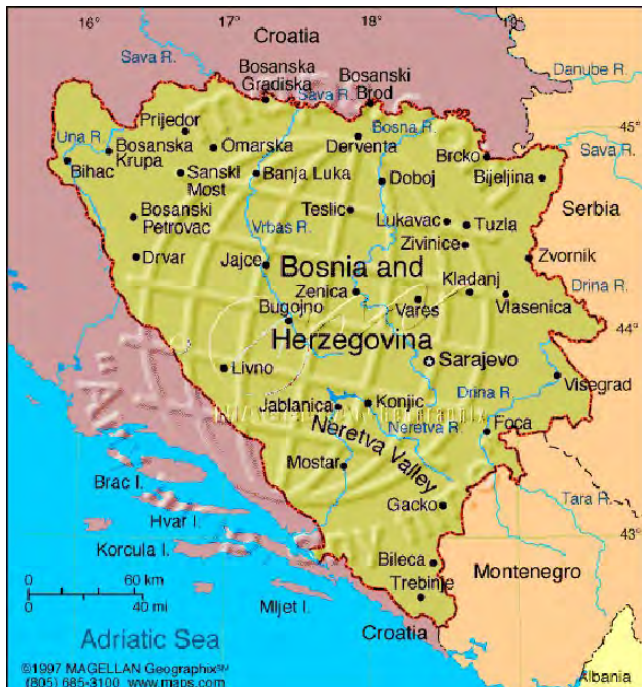 16°
17°
18°
19°
Croatia
Sava R.
Bosanska
Gradiska
Sava R.
Bosanski
Brod
Danube R.
45°
Prijedor
Una R.
Bosanska
Krupa
Omarska
Derventa
Bosna R.
Brcko
Sava R.
Bihac
Sanski
Most
Banja Luka
Doboj
Bijeljina
Serbia
Bosanski
Petrovac
Teslic
Lukavac
Tuzla
Vrbas R.
Zivinice
Drvar
Jajce
Bosnia and
Herzegovina
Zvornik
Kladanj
Drina R.
Zenica
Vares
Vlasenica
Bugojno
44°
Sarajevo
Livno
Visegrad
Drina R.
Jablanica
Konjic
Neretva R.
Foca
Neretva Valley
Mostar
Brac I.
Gacko
Tara R.
Hvar I.
43°
Korcula I.
Bileca
Montenegro
Trebinje
0 60 km
0 40 mi
Mljet I.
Croatia
Adriatic Sea
©1997 MAGELLAN Geographix℠
(805) 685-3100 www.maps.com
Albania